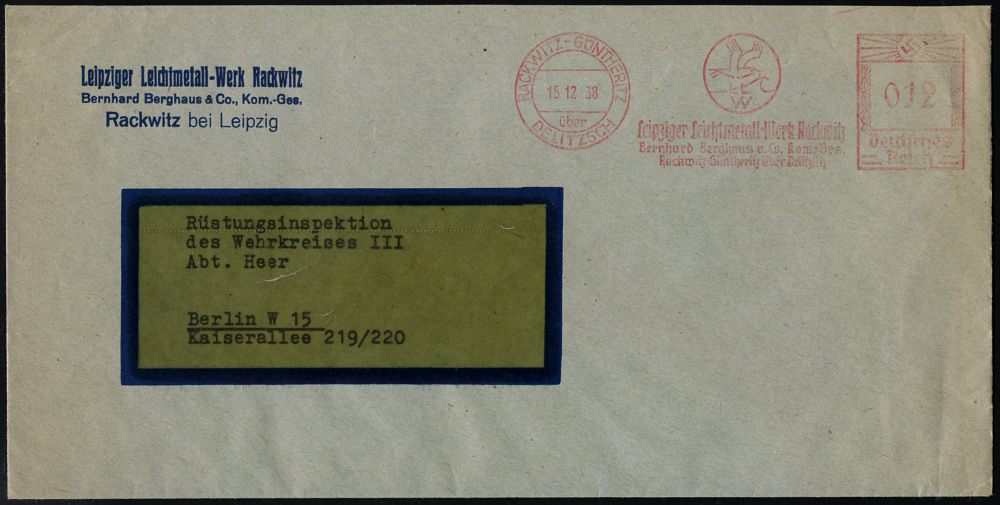 Leipziger Leichtmetall-Werk Rackwitz
Bernhard Berghaus & Co., Kom.-Ges.
Rackwitz bei Leipzig
RACKWITZ-GÜNTHERITZ
15.12.38
über
DELITZSCH
LLW
Leipziger Leichtmetall-Werk Rackwitz
Bernhard Berghaus u. Co. Kom.-Ges.
Rackwitz-Güntheritz über Delitzsch
012
Deutsches
Reich
Rüstungsinspektion
des Wehrkreises III
Abt. Heer
Berlin W 15
Kaiserallee 219/220